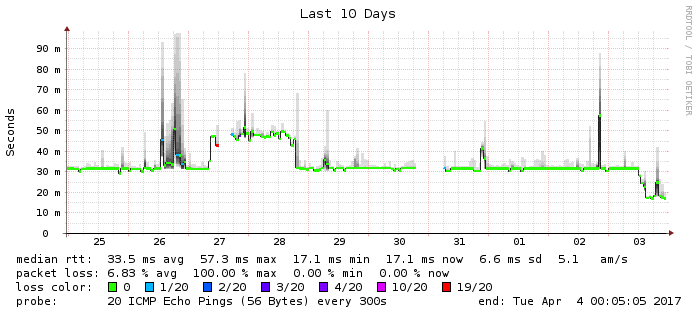 Last 10 Days
RRDTOOL / TOBI OETIKER
Seconds
90 m
80 m
70 m
60 m
50 m
40 m
30 m
20 m
10 m
0
25 26 27 28 29 30 31 01 02 03
median rtt: 33.5 ms avg 57.3 ms max 17.1 ms min 17.1 ms now 6.6 ms sd 5.1 am/s
packet loss: 6.83 % avg 100.00 % max 0.00 % min 0.00 % now
loss color: 0 1/20 2/20 3/20 4/20 10/20 19/20
probe: 20 ICMP Echo Pings (56 Bytes) every 300s end: Tue Apr 4 00:05:05 2017